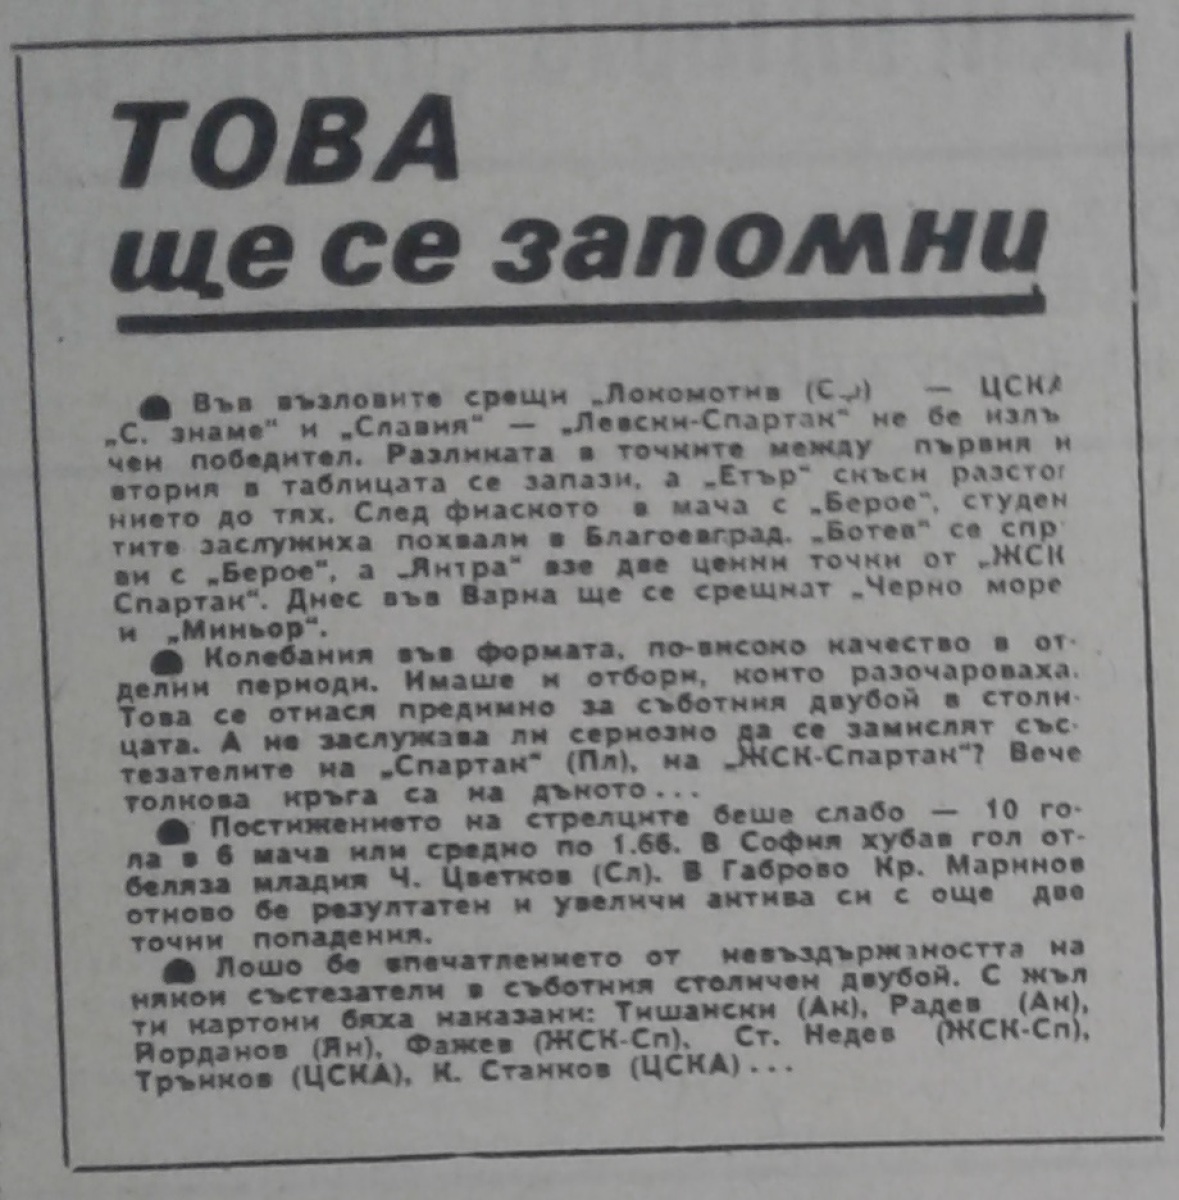 ТОВА
ще се запомни
● Във възловите срещи „Локомотив — ЦСКА
„С. знаме“ и „Славия“ — „Левски-Спартак“ не бе излъ
чен победител. Разликата в точките между първия и
втория в таблицата се запази, а „Етър“ скъси разстоя
нието до тях. След фиаското в мача с „Берое“, студен
тите заслужиха похвали в Благоевград. „Ботев“ се спр
ви с „Берое“, а „Янтра“ взе две ценни точки от „ЖСК
Спартак“. Днес във Варна ще се срещнат „Черно море
и „Миньор“.
● Колебания във формата, по-високо качество в от-
делни периоди. Имаше и отбори, които разочароваха.
Това се отнася предимно за съботния двубой в столи-
цата. А не заслужава ли сериозно да се замислят със-
тезателите на „Спартак“ (Пл), на „ЖСК-Спартак“? Вече
толкова кръга са на дъното...
● Постижението на стрелците беше слабо — 10 го-
ла в 6 мача или средно по 1.66. В София хубав гол от-
беляза младия Ч. Цветков (Сл). В Габрово Кр. Маринов
отново бе резултатен и увеличи актива си с още две
точни попадения.
● Лошо бе впечатлението от невъздържаността на
някои състезатели в съботния столичен двубой. С жъл
ти картони бяха наказани: Тишански (Ак), Радев (Ак),
Йорданов (Ян), Фажев (ЖСК-Сп), Ст. Недев (ЖСК-Сп),
Трънков (ЦСКА), К. Станков (ЦСКА)...